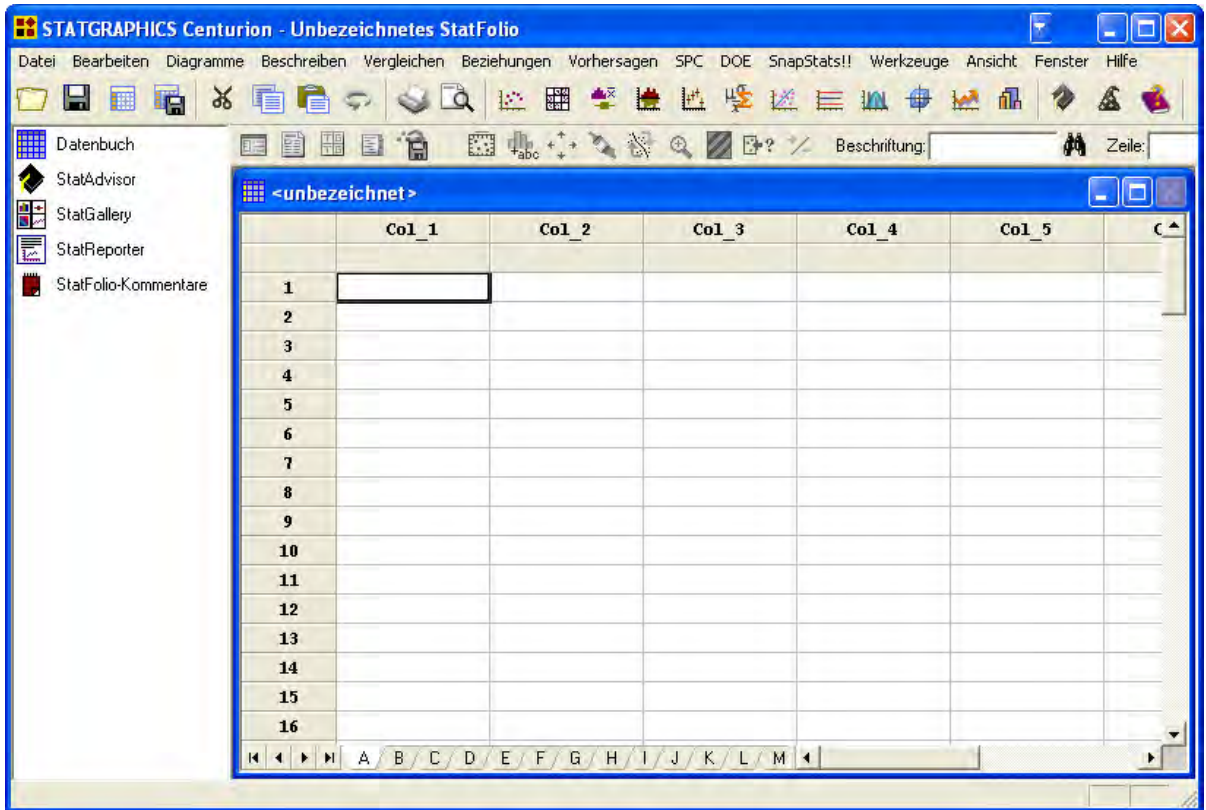 STATGRAPHICS Centurion - Unbezeichnetes StatFolio
Datei Bearbeiten Diagramme Beschreiben Vergleichen Beziehungen Vorhersagen SPC DOE SnapStats!! Werkzeuge Ansicht Fenster Hilfe
Datenbuch
StatAdvisor
StatGallery
StatReporter
StatFolio-Kommentare
abc
Beschriftung:
Zeile:
<unbezeichnet>
Col_1 Col_2 Col_3 Col_4 Col_5 C
1
2
3
4
5
6
7
8
9
10
11
12
13
14
15
16
A B C D E F G H I J K L M